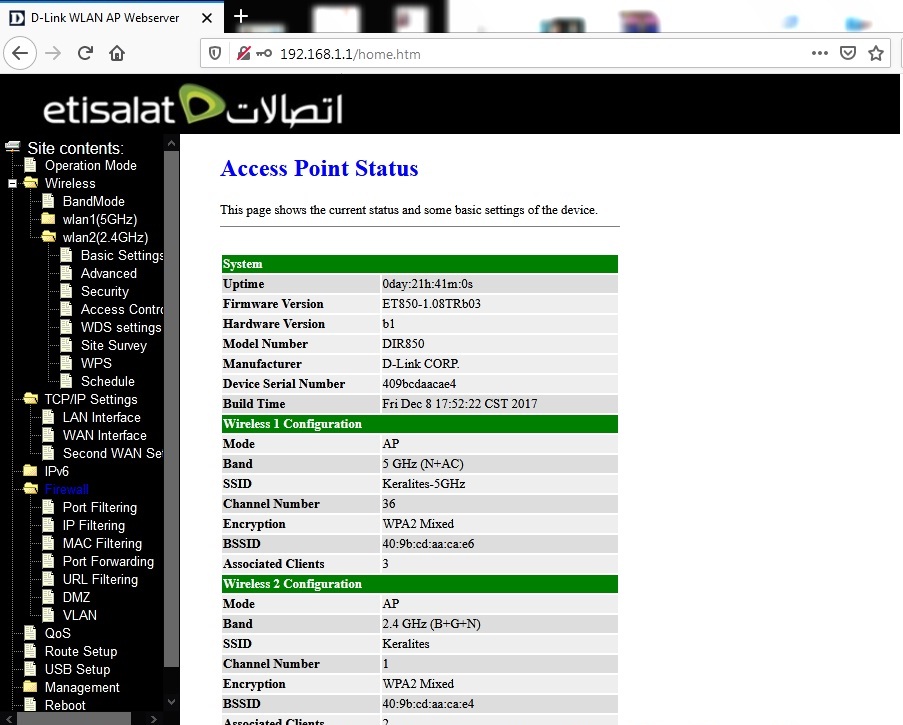 D-Link WLAN AP Webserver
192.168.1.1/home.htm
etisalat اتصالات
Site contents:
Operation Mode
Wireless
BandMode
wlan1(5GHz)
wlan2(2.4GHz)
Basic Settings
Advanced
Security
Access Contro
WDS settings
Site Survey
WPS
Schedule
TCP/IP Settings
LAN Interface
WAN Interface
Second WAN Set
IPv6
Firewall
Port Filtering
IP Filtering
MAC Filtering
Port Forwarding
URL Filtering
DMZ
VLAN
QoS
Route Setup
USB Setup
Management
Reboot
Access Point Status
This page shows the current status and some basic settings of the device.
System
Uptime 0day:21h:41m:0s
Firmware Version ET850-1.08TRb03
Hardware Version b1
Model Number DIR850
Manufacturer D-Link CORP.
Device Serial Number 409bcdaacae4
Build Time Fri Dec 8 17:52:22 CST 2017
Wireless 1 Configuration
Mode AP
Band 5 GHz (N+AC)
SSID Keralites-5GHz
Channel Number 36
Encryption WPA2 Mixed
BSSID 40:9b:cd:aa:ca:e6
Associated Clients 3
Wireless 2 Configuration
Mode AP
Band 2.4 GHz (B+G+N)
SSID Keralites
Channel Number 1
Encryption WPA2 Mixed
BSSID 40:9b:cd:aa:ca:e4
Associated Clients 2